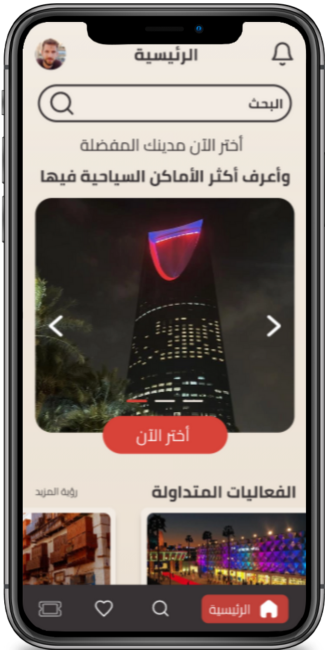 الرئيسية
البحث
أختر الآن مدينك المفضلة
وأعرف أكثر الأماكن السياحية فيها
أختر الآن
الفعاليات المتداولة
رؤية المزيد
الرئيسية